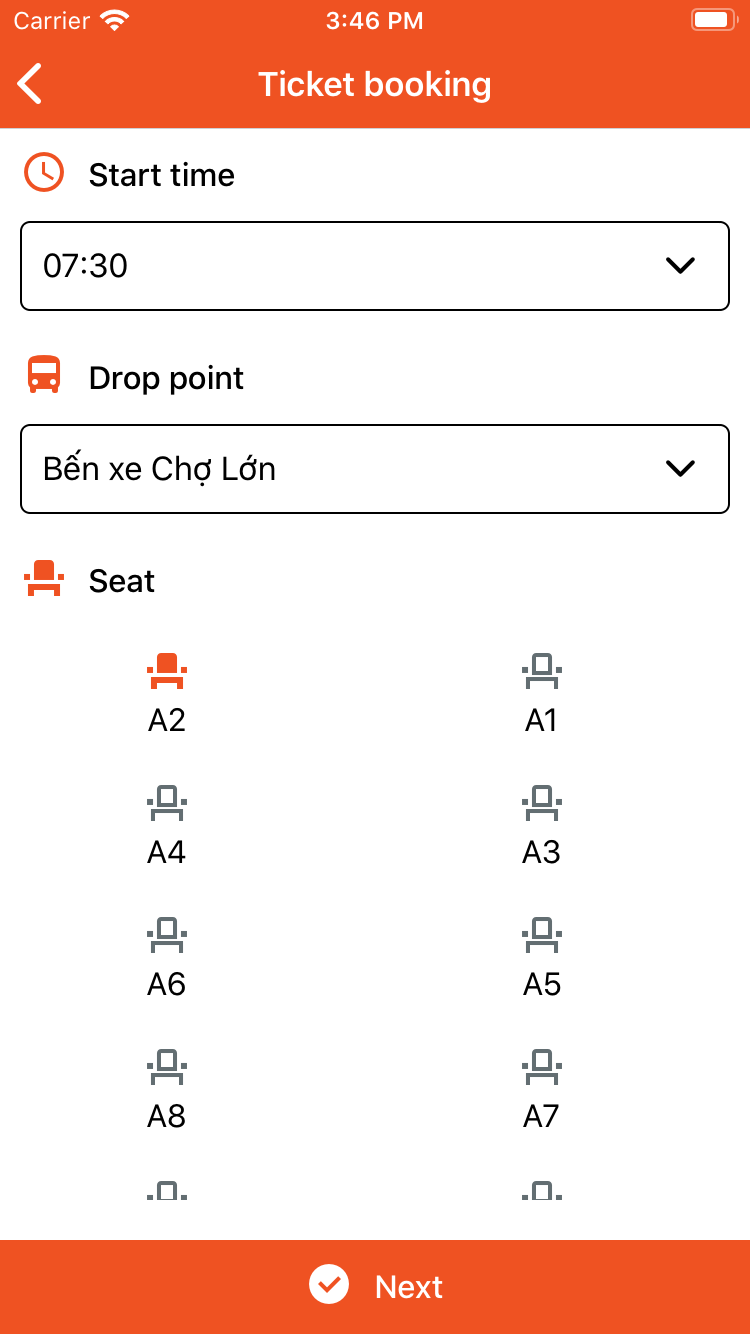 Carrier 3:46 PM
Ticket booking
Start time
07:30
Drop point
Bến xe Chợ Lớn
Seat
A2 A1
A4 A3
A6 A5
A8 A7
Next